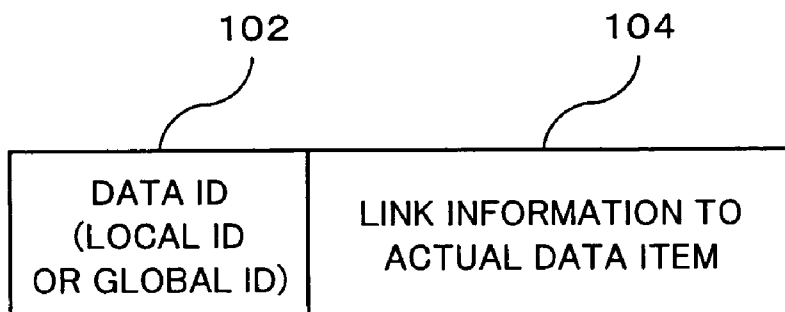 102
104
DATA ID
(LOCAL ID
OR GLOBAL ID)
LINK INFORMATION TO
ACTUAL DATA ITEM